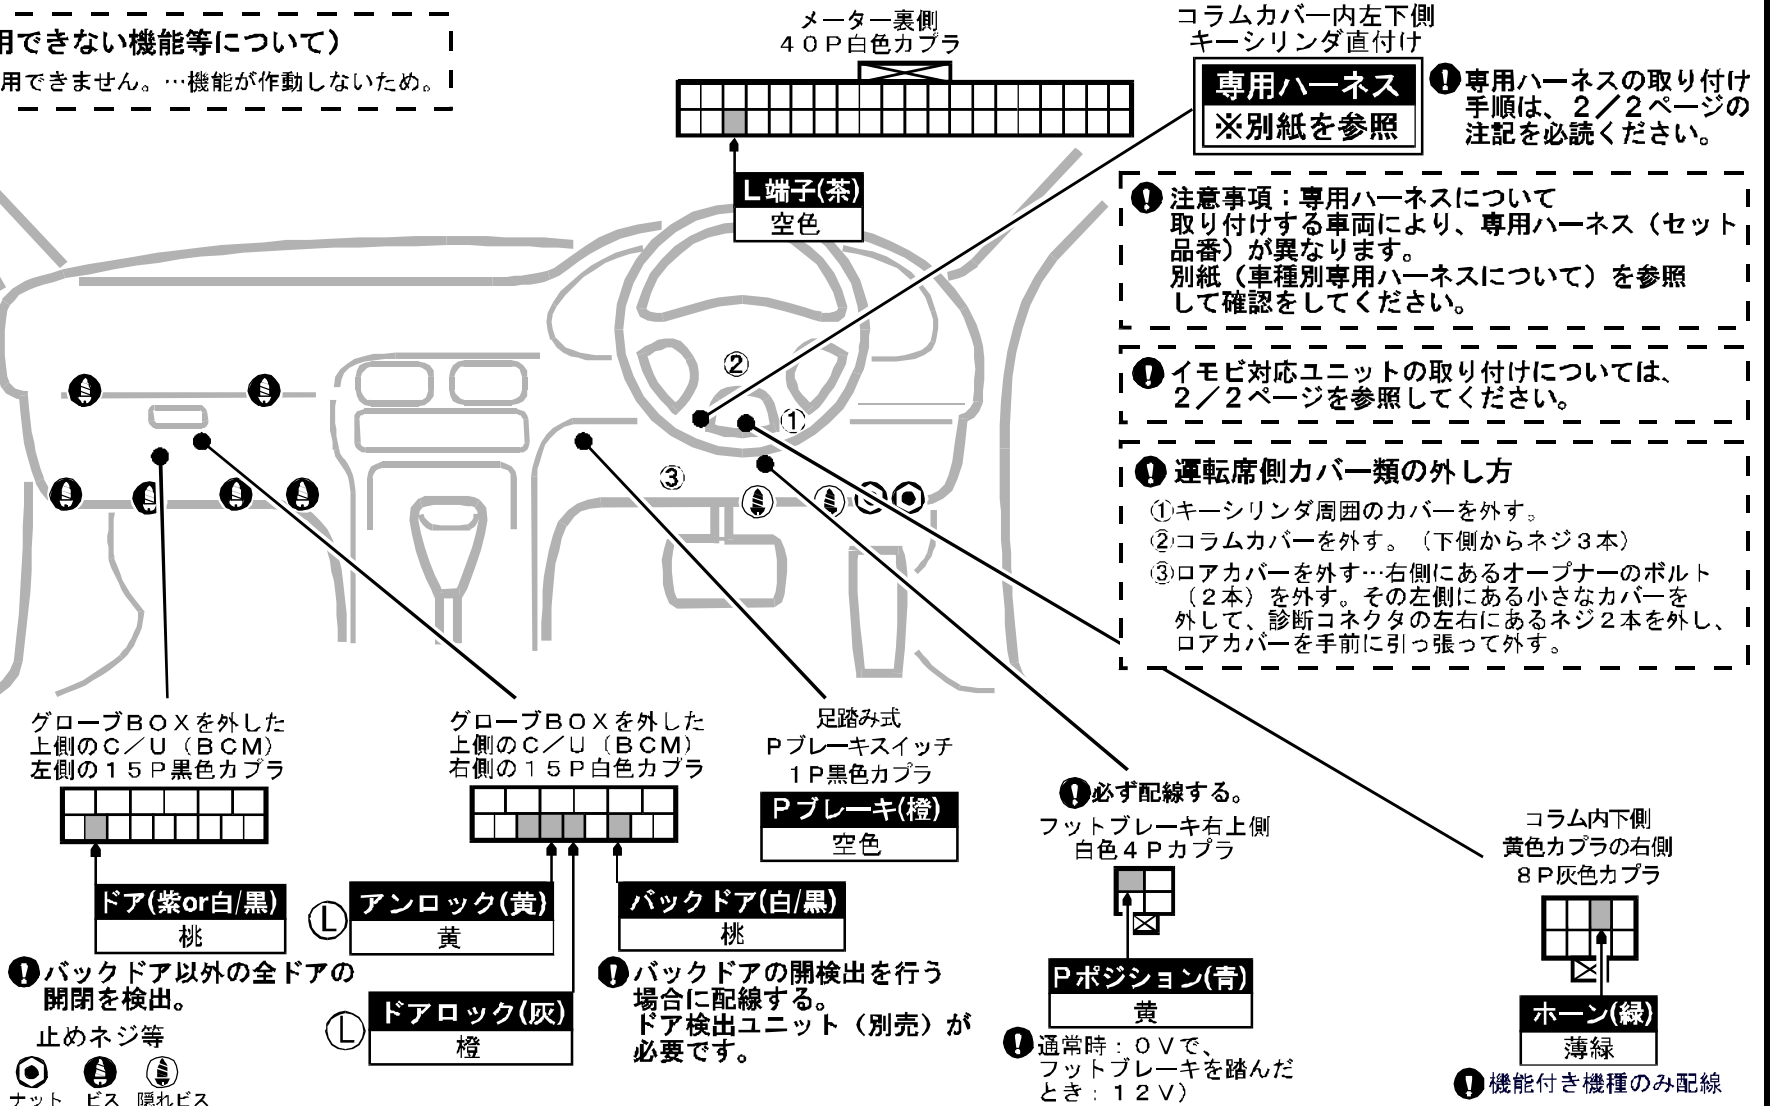 用できない機能等について）
用できません。…機能が作動しないため。
メーター裏側
４０Ｐ白色カプラ
Ｌ端子(茶)
空色
コラムカバー内左下側
キーシリンダ直付け
専用ハーネス
※別紙を参照
専用ハーネスの取り付け
手順は、２／２ページの
注記を必読ください。
注意事項：専用ハーネスについて
取り付けする車両により、専用ハーネス（セット
品番）が異なります。
別紙（車種別専用ハーネスについて）を参照
して確認をしてください。
イモビ対応ユニットの取り付けについては、
２／２ページを参照してください。
運転席側カバー類の外し方
①キーシリンダ周囲のカバーを外す。
②コラムカバーを外す。（下側からネジ３本）
③ロアカバーを外す…右側にあるオープナーのボルト
（２本）を外す。その左側にある小さなカバーを
外して、診断コネクタの左右にあるネジ２本を外し、
ロアカバーを手前に引っ張って外す。
②
①
③
グローブＢＯＸを外した
上側のＣ／Ｕ（ＢＣＭ）
左側の１５Ｐ黒色カプラ
ドア(紫or白/黒)
桃
バックドア以外の全ドアの
開閉を検出。
止めネジ等
ナット ビス 隠れビス
グローブＢＯＸを外した
上側のＣ／Ｕ（ＢＣＭ）
右側の１５Ｐ白色カプラ
Ⓛ
アンロック(黄)
黄
Ⓛ
ドアロック(灰)
橙
バックドア(白/黒)
桃
バックドアの開検出を行う
場合に配線する。
ドア検出ユニット（別売）が
必要です。
足踏み式
Ｐブレーキスイッチ
１Ｐ黒色カプラ
Ｐブレーキ(橙)
空色
必ず配線する。
フットブレーキ右上側
白色４Ｐカプラ
Ｐポジション(青)
黄
通常時：０Ｖで、
フットブレーキを踏んだ
とき：１２Ｖ）
コラム内下側
黄色カプラの右側
８Ｐ灰色カプラ
ホーン(緑)
薄緑
機能付き機種のみ配線